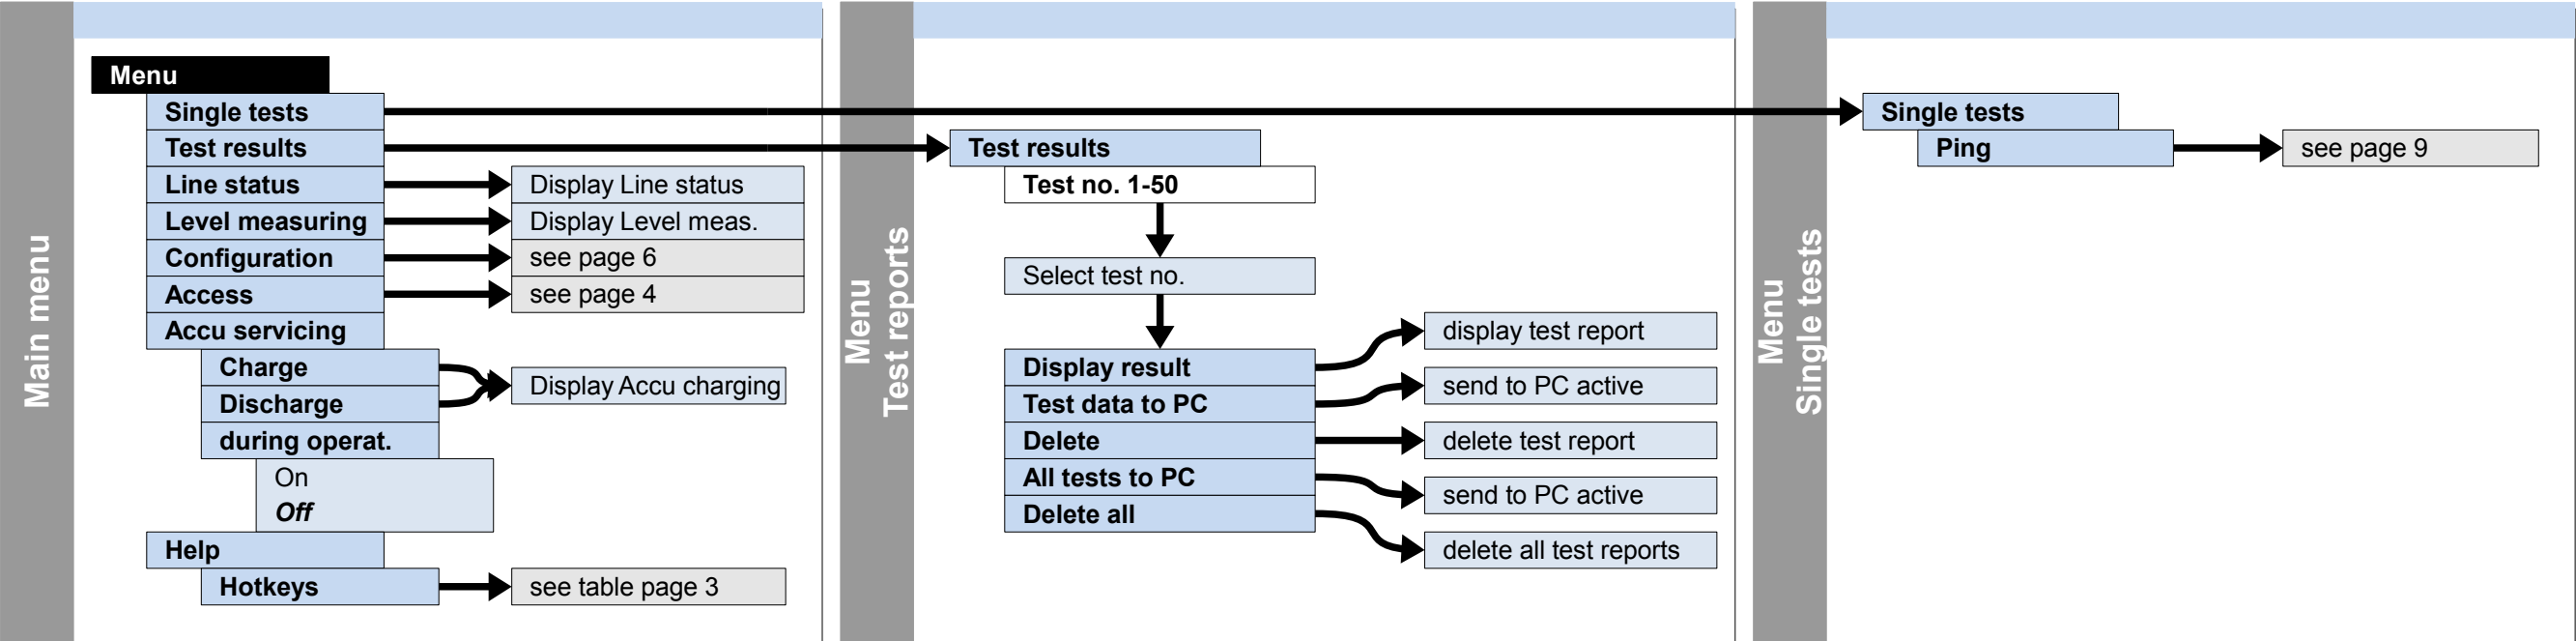 Main menu
Menu
Single tests
Test results
Line status
Display Line status
Level measuring
Display Level meas.
Configuration
see page 6
Access
see page 4
Accu servicing
Charge
Discharge
Display Accu charging
during operat.
On
Off
Help
Hotkeys
see table page 3
Menu
Test reports
Test results
Test no. 1-50
Select test no.
Display result
display test report
Test data to PC
send to PC active
Delete
delete test report
All tests to PC
send to PC active
Delete all
delete all test reports
Menu
Single tests
Single tests
Ping
see page 9